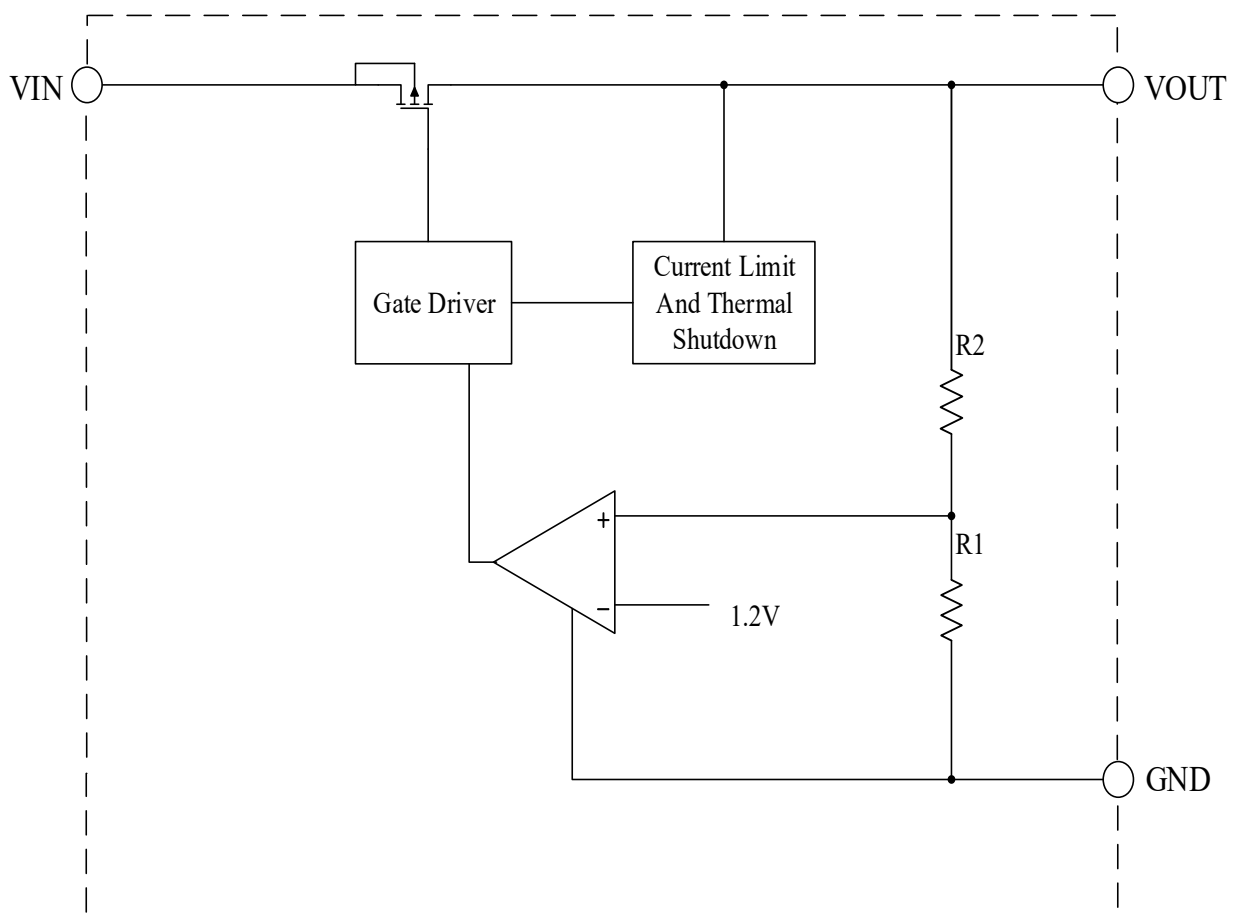 VIN
VOUT
Gate Driver
Current Limit
And Thermal
Shutdown
R2
+
R1
−
1.2V
GND